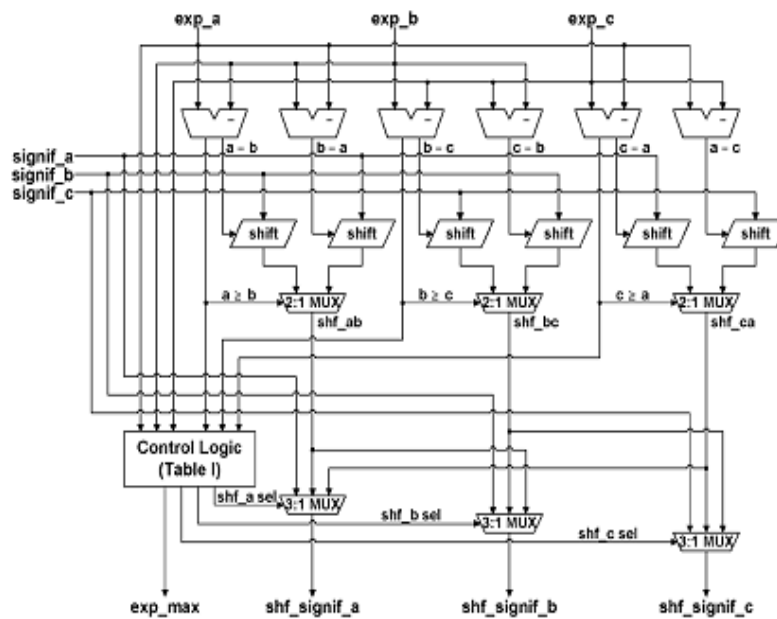 exp_a exp_b exp_c
- - - - - -
a - b b - a b - c c - b c - a a - c
signif_a
signif_b
signif_c
shift shift shift shift shift shift
a ≥ b 2:1 MUX b ≥ c 2:1 MUX c ≥ a 2:1 MUX
shf_ab shf_bc shf_ca
Control Logic
(Table I)
shf_a sel 3:1 MUX
shf_b sel 3:1 MUX
shf_c sel 3:1 MUX
exp_max shf_signif_a shf_signif_b shf_signif_c